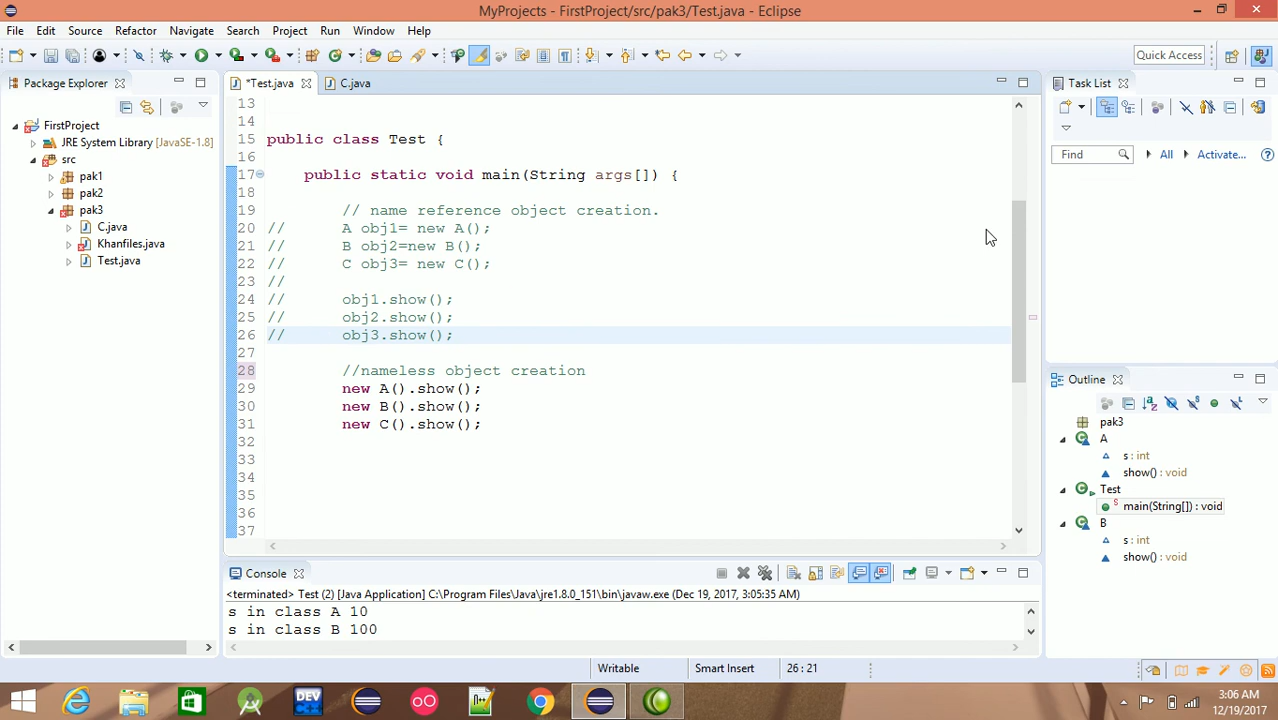 MyProjects - FirstProject/src/pak3/Test.java - Eclipse
File Edit Source Refactor Navigate Search Project Run Window Help
Quick Access
Package Explorer
*Test.java
C.java
Task List
FirstProject
JRE System Library [JavaSE-1.8]
src
pak1
pak2
pak3
C.java
Khanfiles.java
Test.java
13
14
15 public class Test {
16
17 public static void main(String args[]) {
18
19 // name reference object creation.
20 // A obj1= new A();
21 // B obj2=new B();
22 // C obj3= new C();
23 //
24 // obj1.show();
25 // obj2.show();
26 // obj3.show();
27
28 //nameless object creation
29 new A().show();
30 new B().show();
31 new C().show();
32
33
34
35
36
37
Find All Activate...
Outline
pak3
A
s : int
show() : void
Test
main(String[]) : void
B
s : int
show() : void
Console
<terminated> Test (2) [Java Application] C:\Program Files\Java\jre1.8.0_151\bin\javaw.exe (Dec 19, 2017, 3:05:35 AM)
s in class A 10
s in class B 100
Writable Smart Insert 26 : 21
DEV
3:06 AM
12/19/2017